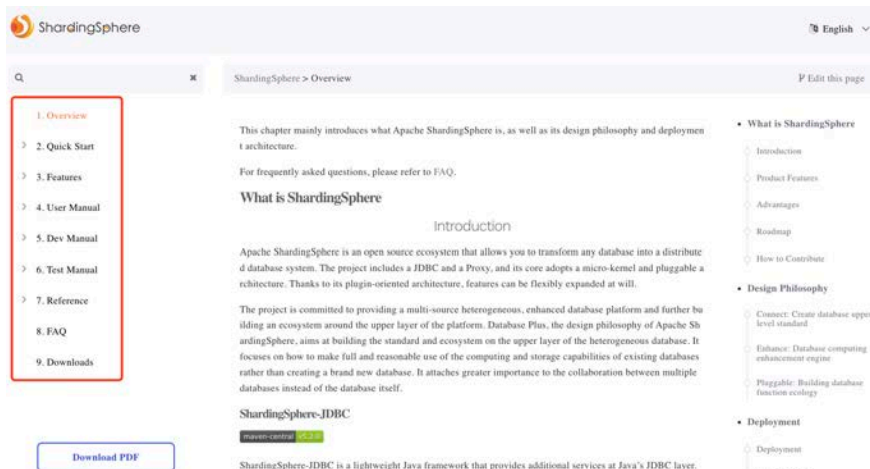 ShardingSphere
English
ShardingSphere > Overview
Edit this page
1. Overview
2. Quick Start
3. Features
4. User Manual
5. Dev Manual
6. Test Manual
7. Reference
8. FAQ
9. Downloads
Download PDF
This chapter mainly introduces what Apache ShardingSphere is, as well as its design philosophy and deploymen
t architecture.
For frequently asked questions, please refer to FAQ.
What is ShardingSphere
Introduction
Apache ShardingSphere is an open source ecosystem that allows you to transform any database into a distribute
d database system. The project includes a JDBC and a Proxy, and its core adopts a micro-kernel and pluggable a
rchitecture. Thanks to its plugin-oriented architecture, features can be flexibly expanded at will.
The project is committed to providing a multi-source heterogeneous, enhanced database platform and further bu
ilding an ecosystem around the upper layer of the platform. Database Plus, the design philosophy of Apache Sh
ardingSphere, aims at building the standard and ecosystem on the upper layer of the heterogeneous database. It
focuses on how to make full and reasonable use of the computing and storage capabilities of existing databases
rather than creating a brand new database. It attaches greater importance to the collaboration between multiple
databases instead of the database itself.
ShardingSphere-JDBC
maven-central v5.2.0
ShardingSphere-JDBC is a lightweight Java framework that provides additional services at Java's JDBC layer.
What is ShardingSphere
Introduction
Product Features
Advantages
Roadmap
How to Contribute
Design Philosophy
Connect: Create database upper
level standard
Enhance: Database computing
enhancement engine
Pluggable: Building database
function ecology
Deployment
Deployment